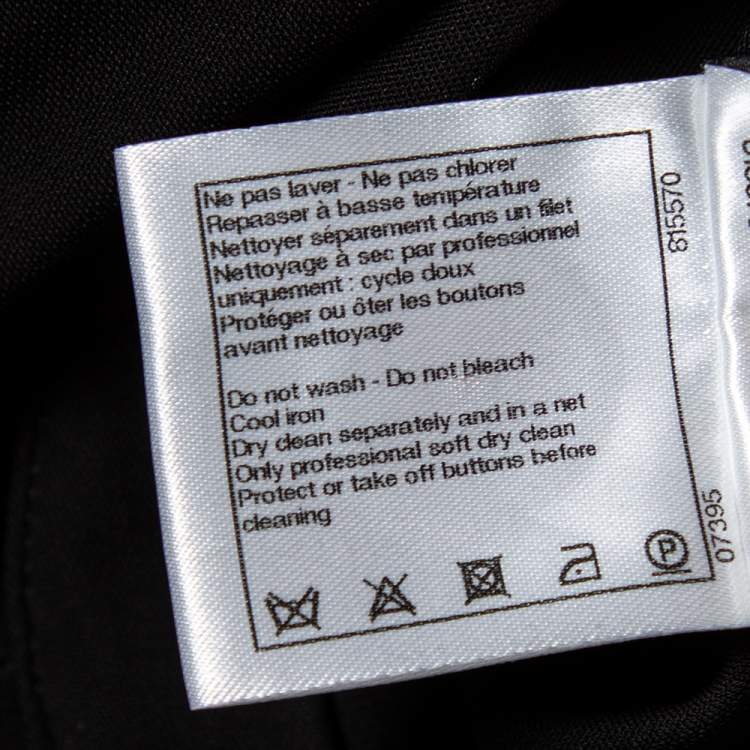 Ne pas laver - Ne pas chlorer
Repasser à basse température
Nettoyer séparement dans un filet
Nettoyage à sec par professionnel
uniquement : cycle doux
Protéger ou ôter les boutons
avant nettoyage
Do not wash - Do not bleach
Cool iron
Dry clean separately and in a net
Only professional soft dry clean
Protect or take off buttons before
cleaning
P
815570
07395